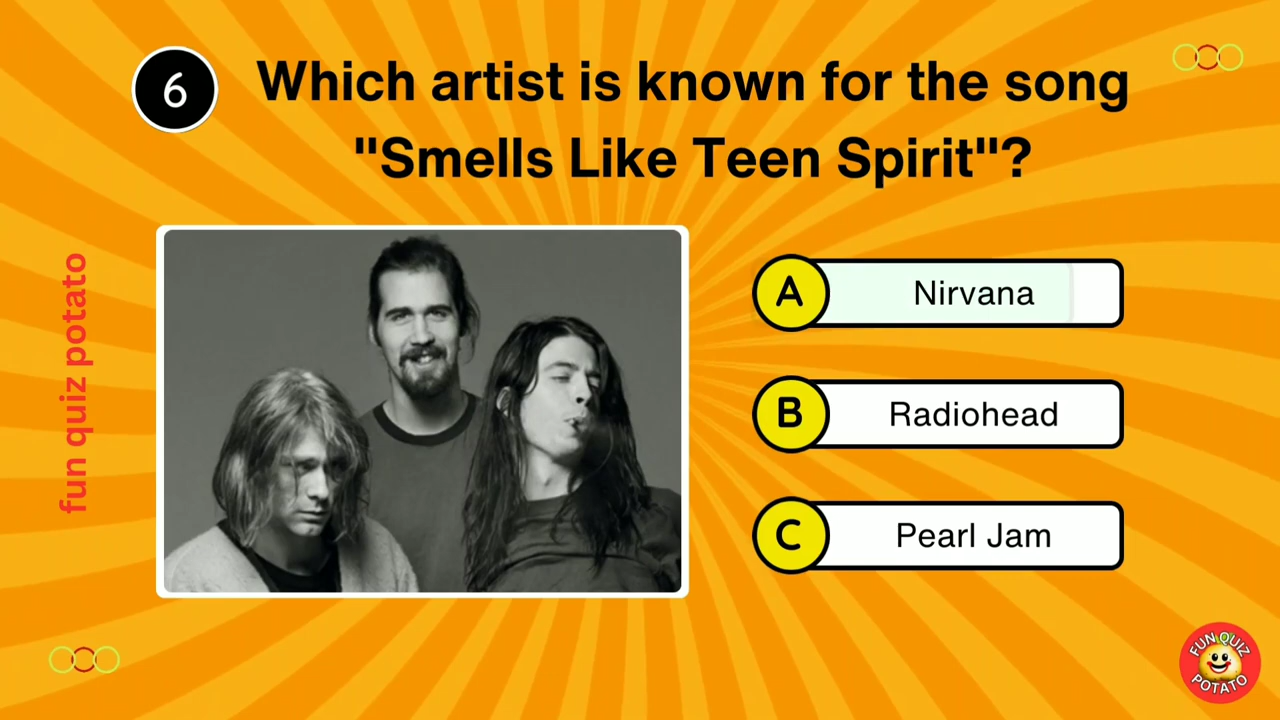 6
Which artist is known for the song
"Smells Like Teen Spirit"?
fun quiz potato
A Nirvana
B Radiohead
C Pearl Jam
FUN QUIZ
POTATO